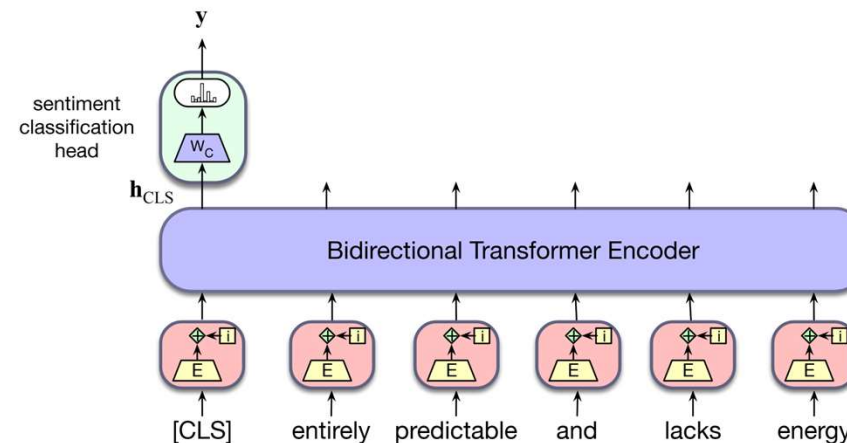 y
sentiment
classification
head
W_C
h_CLS
Bidirectional Transformer Encoder
i i i i i i
E E E E E E
[CLS] entirely predictable and lacks energy